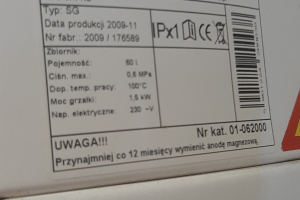 Typ: SG
Data produkcji 2009-11
Nr fabr.: 2009 / 176589
IPx1
Zbiornik:
Pojemność: 60 l.
Ciśn. max.: 0,6 MPa
Dop. temp. pracy: 100°C
Moc grzałki: 1,5 kW
Nap. elektryczne: 230 ~V
Nr kat. 01-062000
UWAGA!!!
Przynajmniej co 12 miesięcy wymienić anodę magnezową.